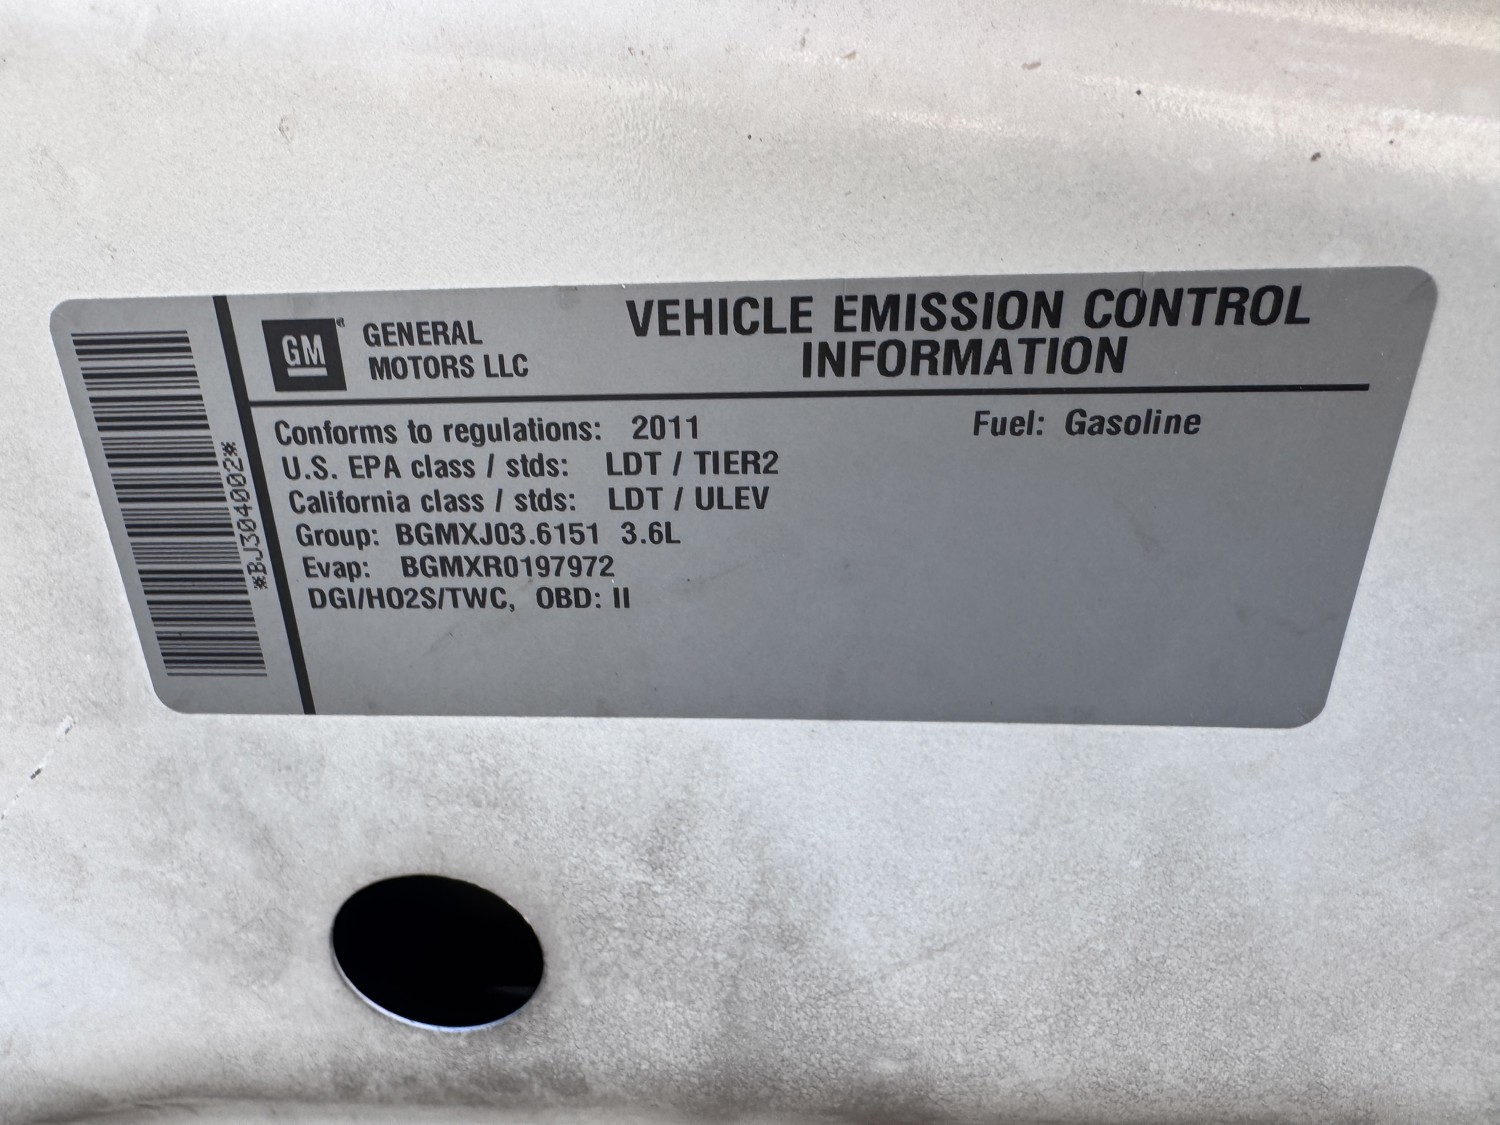 GM
GENERAL
MOTORS LLC
VEHICLE EMISSION CONTROL
INFORMATION
Conforms to regulations: 2011
Fuel: Gasoline
U.S. EPA class / stds: LDT / TIER2
California class / stds: LDT / ULEV
Group: BGMXJ03.6151 3.6L
Evap: BGMXR0197972
DGI/HO2S/TWC, OBD: II
*BJ304002*